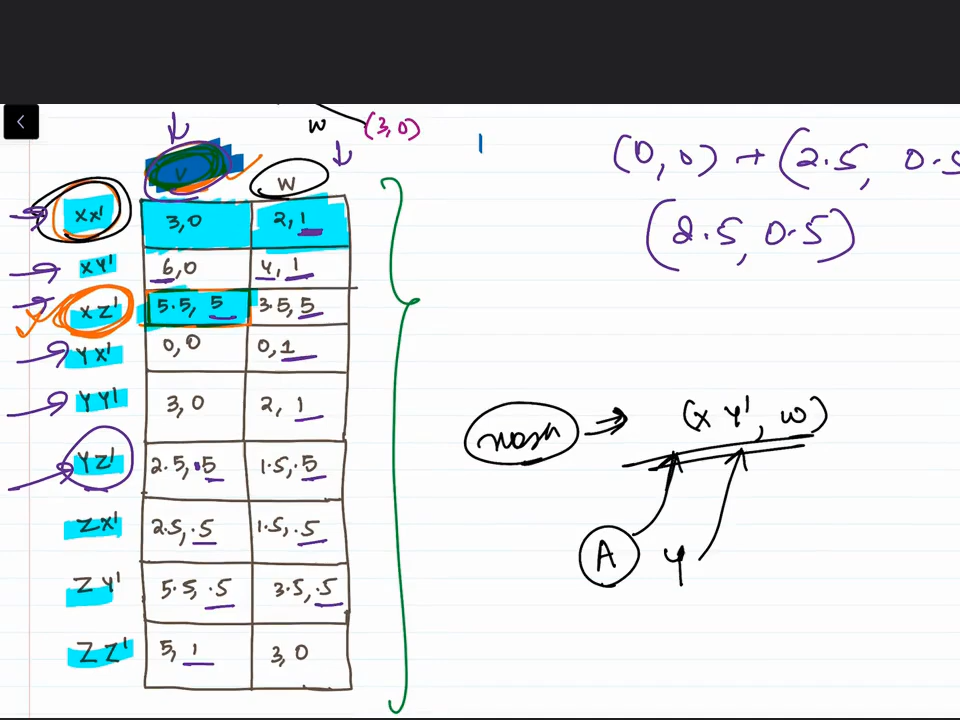 w (3,0)
(0,0) → (2.5, 0.5
V W
(2.5, 0.5)
XX' 3,0 2,1
XY' 6,0 4,1
XZ' 5.5, 5 3.5, 5
YX' 0,0 0,1
YY' 3,0 2,1
(X Y', W)
nash ⇒
YZ' 2.5, .5 1.5, .5
ZX' 2.5, .5 1.5, .5
A Y
ZY' 5.5, .5 3.5, .5
ZZ' 5,1 3,0